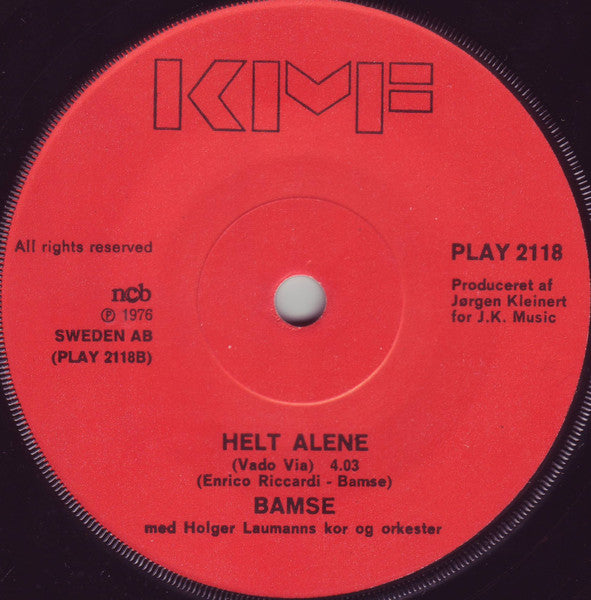 KMF
All rights reserved
PLAY 2118
ncb
Ⓟ 1976
SWEDEN AB
(PLAY 2118B)
Produceret af
Jørgen Kleinert
for J.K. Music
HELT ALENE
(Vado Via) 4.03
(Enrico Riccardi - Bamse)
BAMSE
med Holger Laumanns kor og orkester